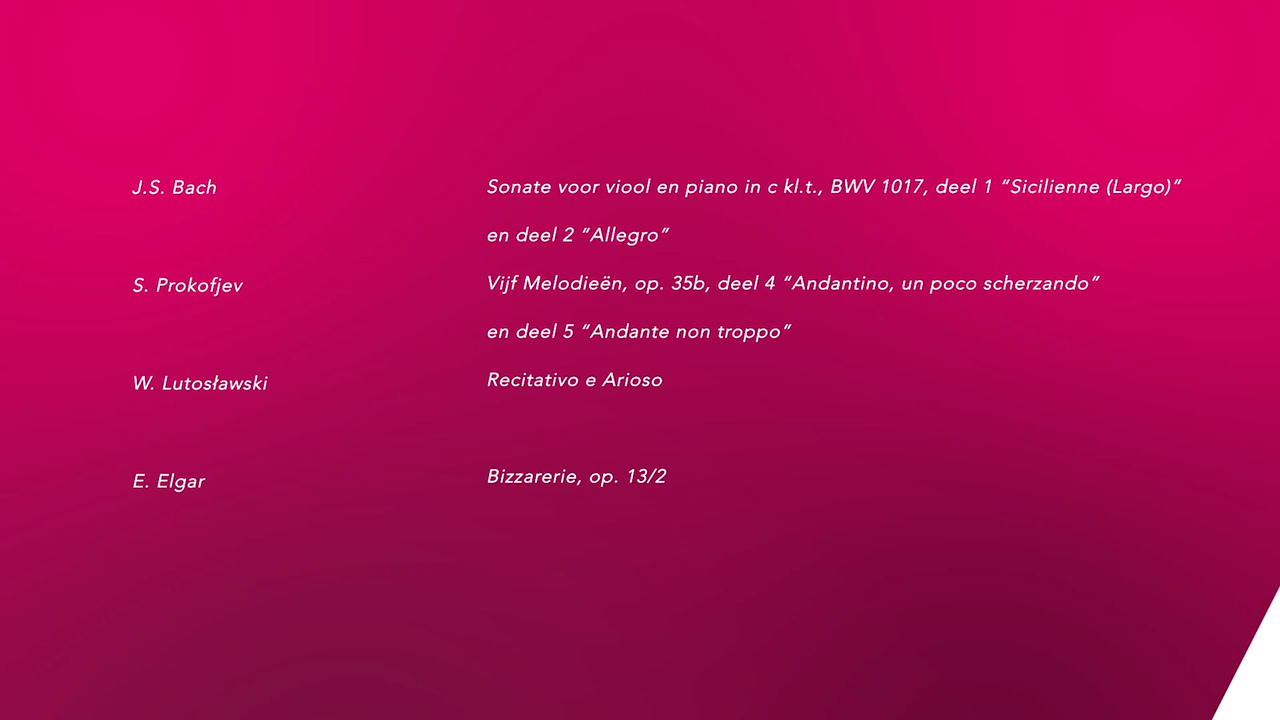 J.S. Bach Sonate voor viool en piano in c kl.t., BWV 1017, deel 1 “Sicilienne (Largo)”
en deel 2 “Allegro”
S. Prokofjev Vijf Melodieën, op. 35b, deel 4 “Andantino, un poco scherzando”
en deel 5 “Andante non troppo”
W. Lutosławski Recitativo e Arioso
E. Elgar Bizzarerie, op. 13/2